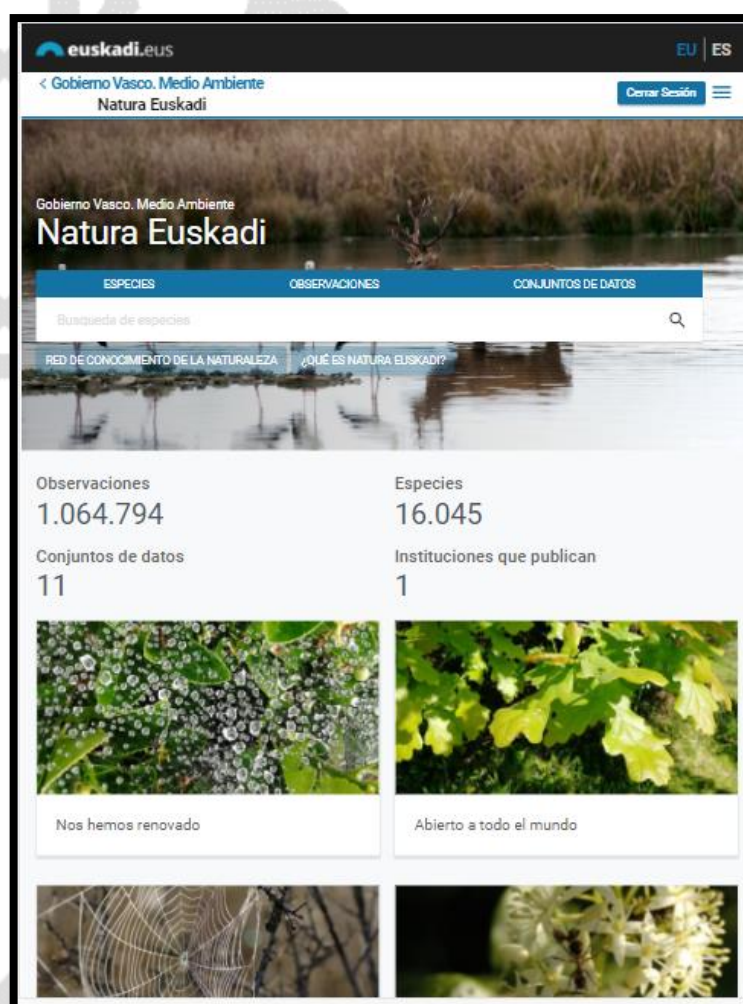 euskadi.eus
EU | ES
< Gobierno Vasco. Medio Ambiente
Natura Euskadi
Cerrar Sesión
Gobierno Vasco. Medio Ambiente
Natura Euskadi
ESPECIES OBSERVACIONES CONJUNTOS DE DATOS
Busqueda de especies
RED DE CONOCIMIENTO DE LA NATURALEZA ¿QUÉ ES NATURA EUSKADI?
Observaciones
1.064.794
Especies
16.045
Conjuntos de datos
11
Instituciones que publican
1
Nos hemos renovado
Abierto a todo el mundo